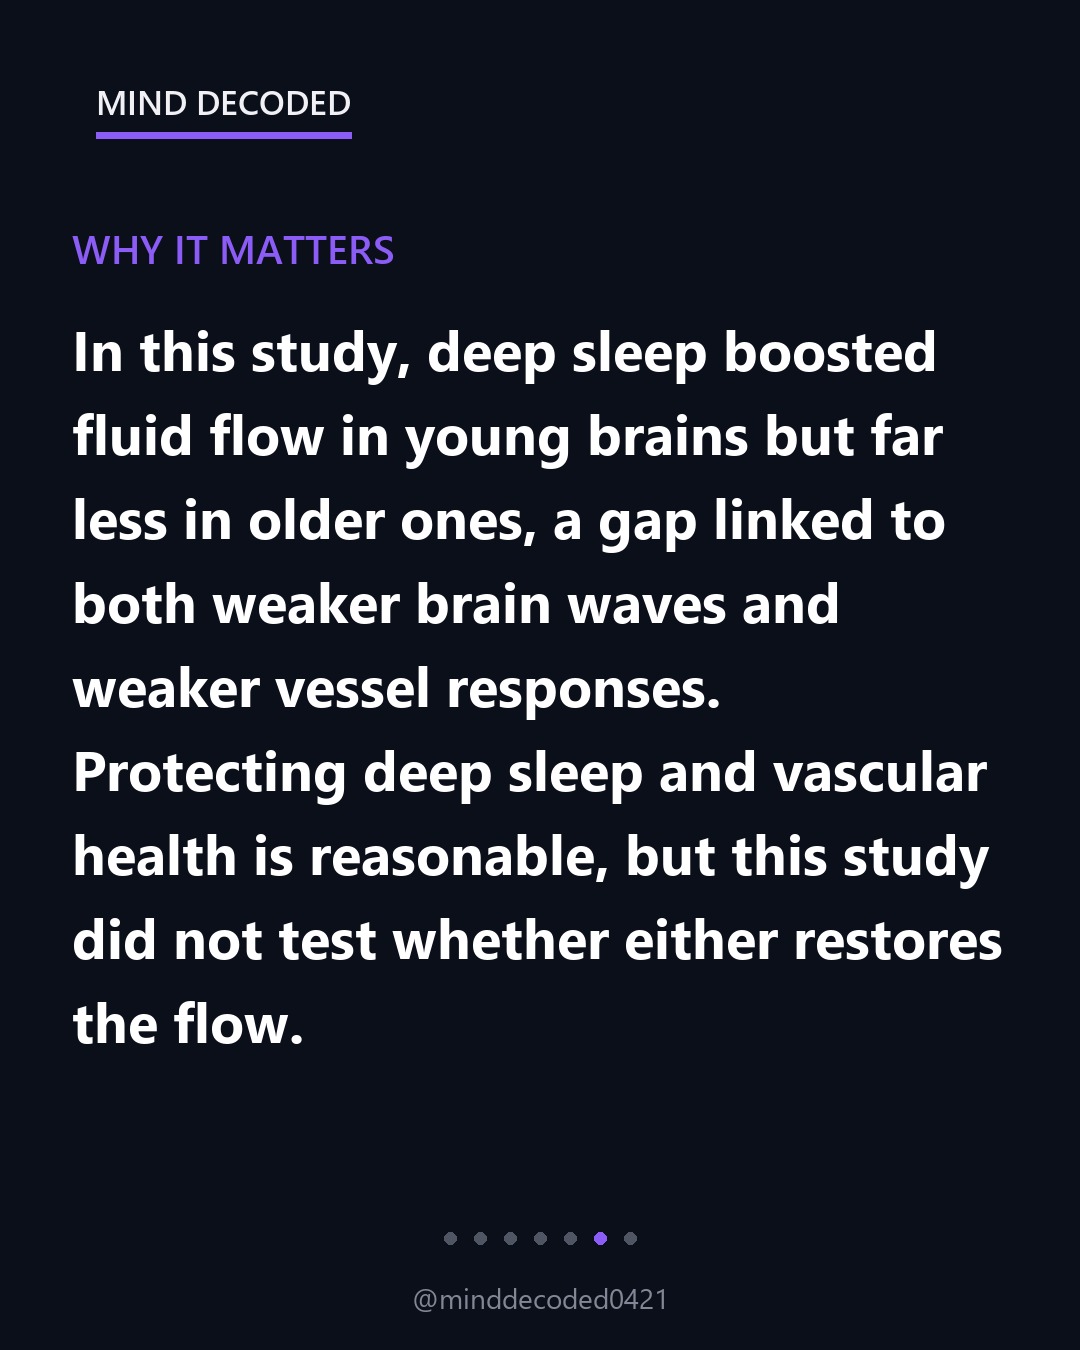 MIND DECODED
WHY IT MATTERS
In this study, deep sleep boosted
fluid flow in young brains but far
less in older ones, a gap linked to
both weaker brain waves and
weaker vessel responses.
Protecting deep sleep and vascular
health is reasonable, but this study
did not test whether either restores
the flow.
@minddecoded0421